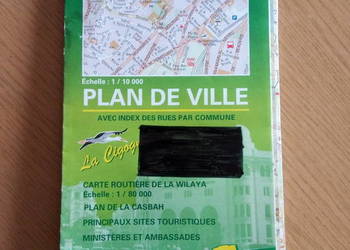 Echelle : 1 / 10 000
PLAN DE VILLE
AVEC INDEX DES RUES PAR COMMUNE
La
CARTE ROUTIÈRE DE LA WILAYA
Echelle : 1 / 80 000
PLAN DE LA CASBAH
PRINCIPAUX SITES TOURISTIQUES
MINISTÈRES ET AMBASSADES